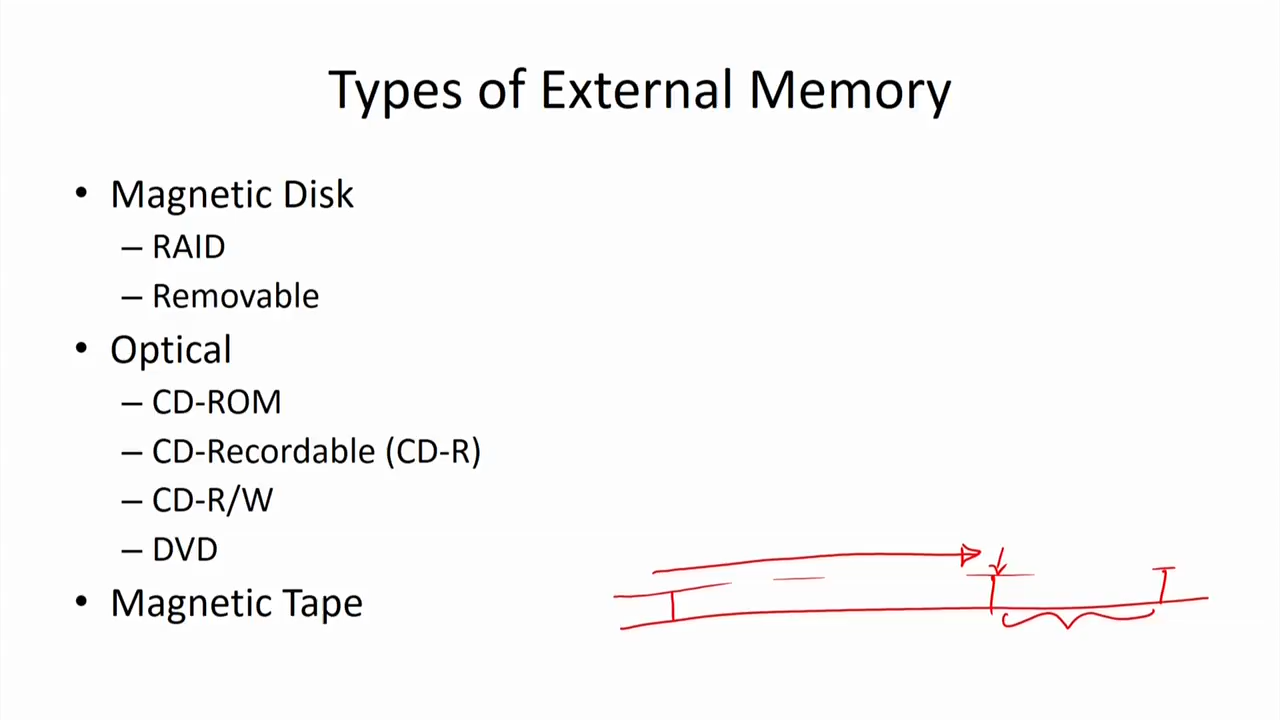 Types of External Memory
• Magnetic Disk
– RAID
– Removable
• Optical
– CD-ROM
– CD-Recordable (CD-R)
– CD-R/W
– DVD
• Magnetic Tape